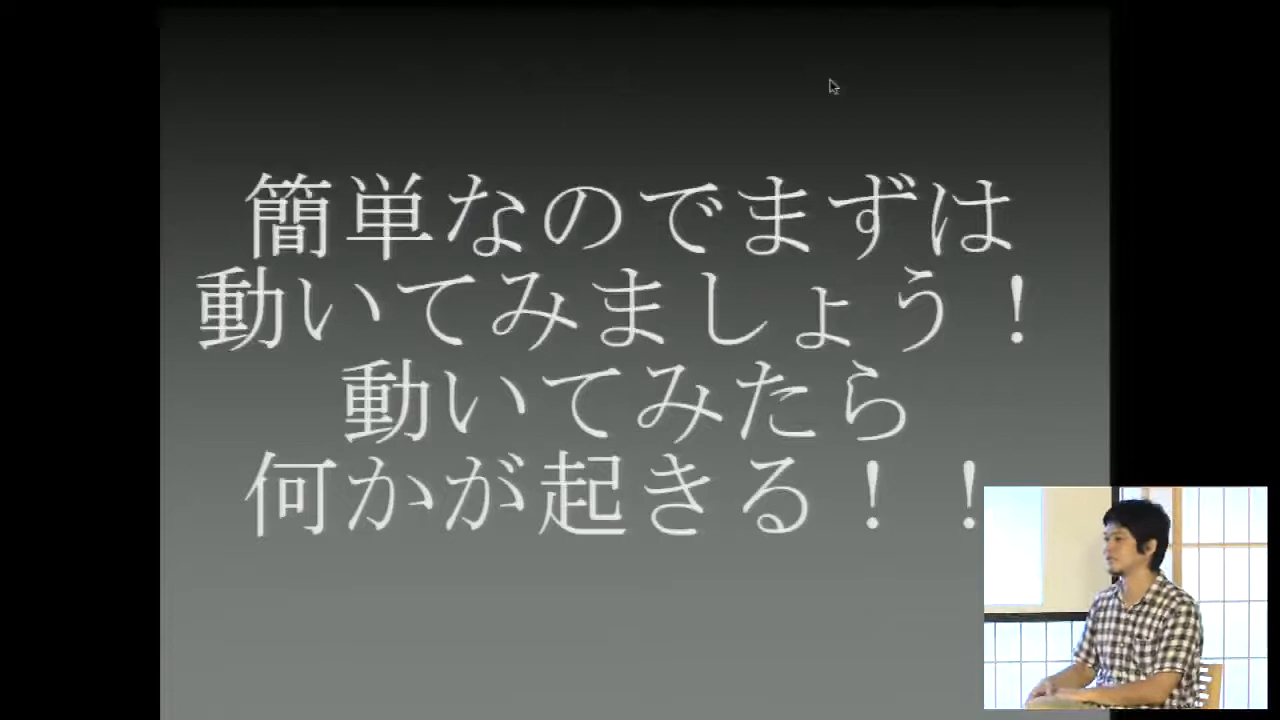 簡単なのでまずは
動いてみましょう！
動いてみたら
何かが起きる！！